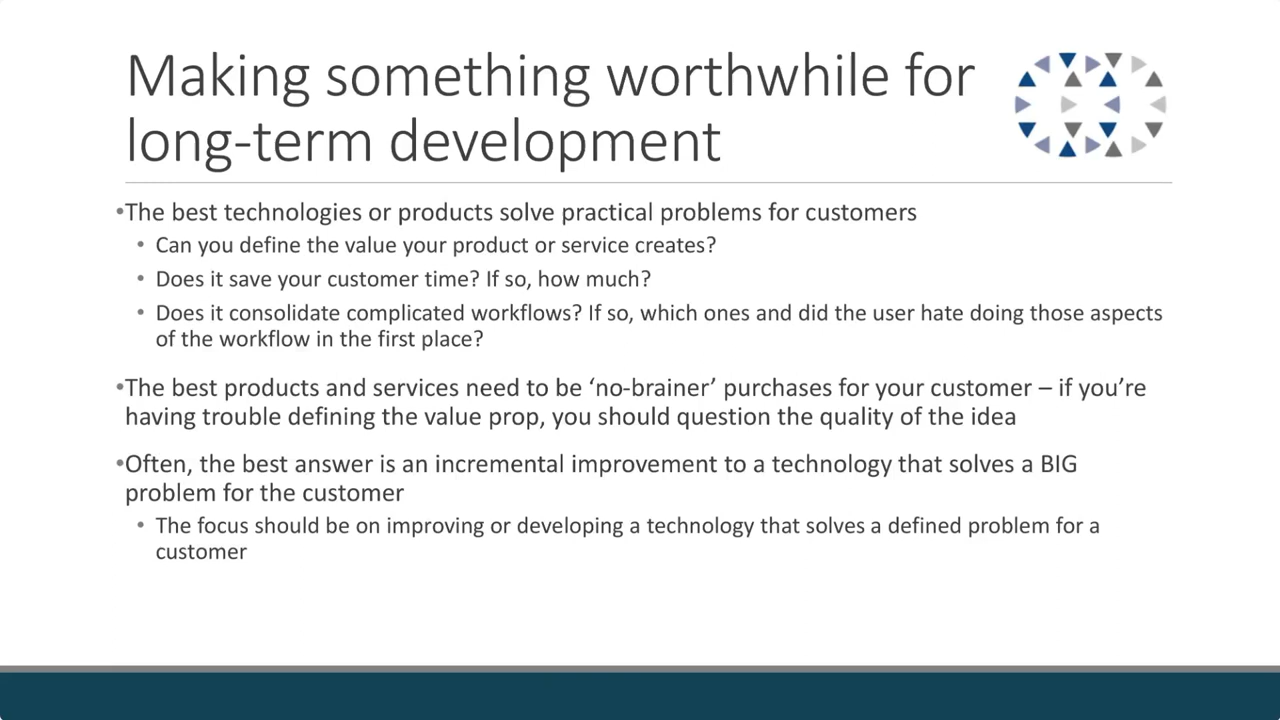 Making something worthwhile for
long-term development
•The best technologies or products solve practical problems for customers
• Can you define the value your product or service creates?
• Does it save your customer time? If so, how much?
• Does it consolidate complicated workflows? If so, which ones and did the user hate doing those aspects
of the workflow in the first place?
•The best products and services need to be ‘no-brainer’ purchases for your customer – if you’re
having trouble defining the value prop, you should question the quality of the idea
•Often, the best answer is an incremental improvement to a technology that solves a BIG
problem for the customer
• The focus should be on improving or developing a technology that solves a defined problem for a
customer